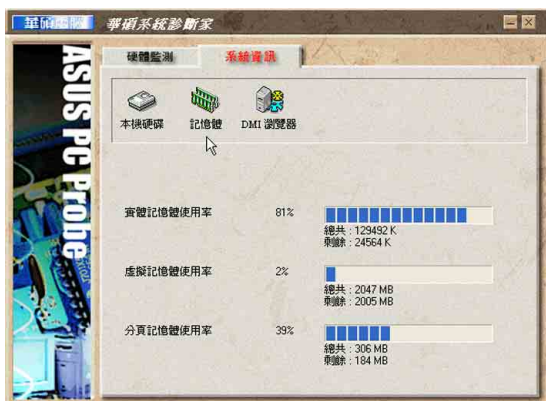 華碩系統診斷家
ASUS PC Probe
硬體監測
系統資訊
本機硬碟
記憶體
DMI 瀏覽器
實體記憶體使用率
81%
總共 : 129492 K
剩餘 : 24564 K
虛擬記憶體使用率
2%
總共 : 2047 MB
剩餘 : 2005 MB
分頁記憶體使用率
39%
總共 : 306 MB
剩餘 : 184 MB